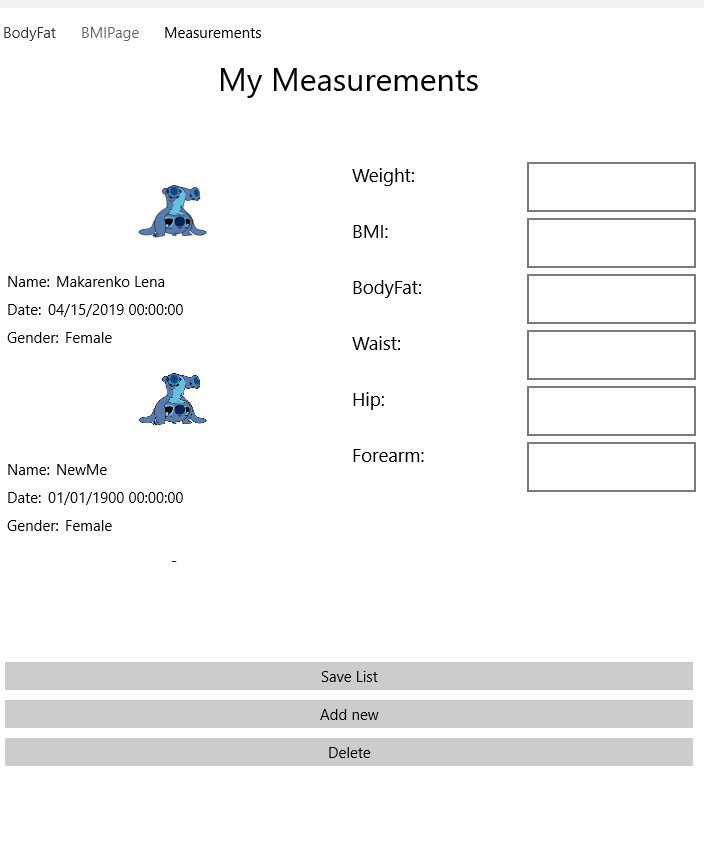 BodyFat BMIPage Measurements
My Measurements
Name: Makarenko Lena
Date: 04/15/2019 00:00:00
Gender: Female
Name: NewMe
Date: 01/01/1900 00:00:00
Gender: Female
-
Weight:
BMI:
BodyFat:
Waist:
Hip:
Forearm:
Save List
Add new
Delete